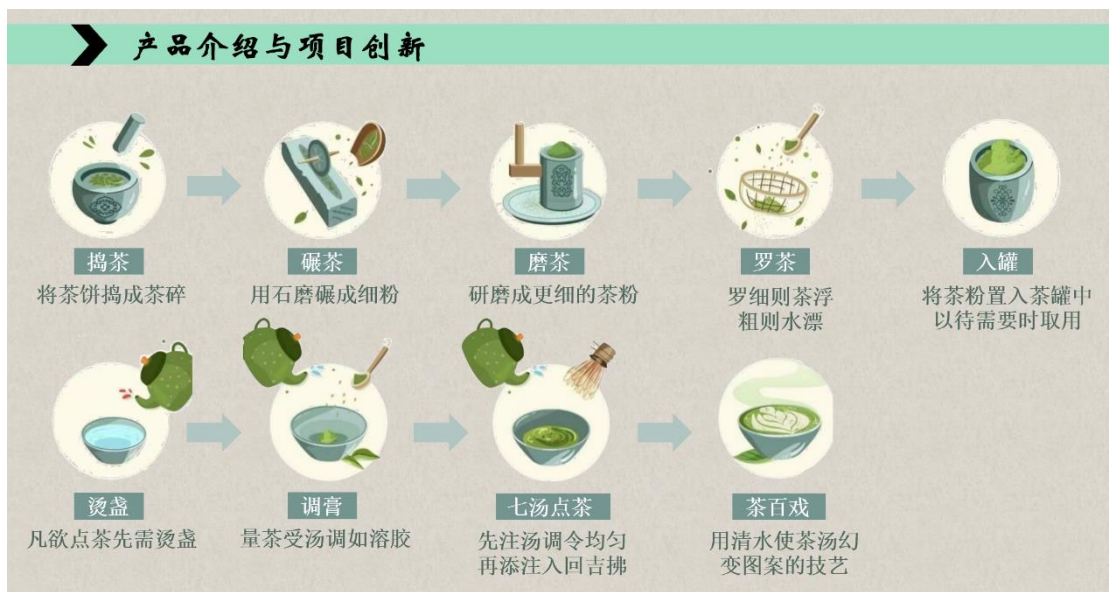 产品介绍与项目创新
捣茶
将茶饼捣成茶碎
碾茶
用石磨碾成细粉
磨茶
研磨成更细的茶粉
罗茶
罗细则茶浮
粗则水漂
入罐
将茶粉置入茶罐中
以待需要时取用
烫盏
凡欲点茶先需烫盏
调膏
量茶受汤调如溶胶
七汤点茶
先注汤调令均匀
再添注入回吉拂
茶百戏
用清水使茶汤幻
变图案的技艺